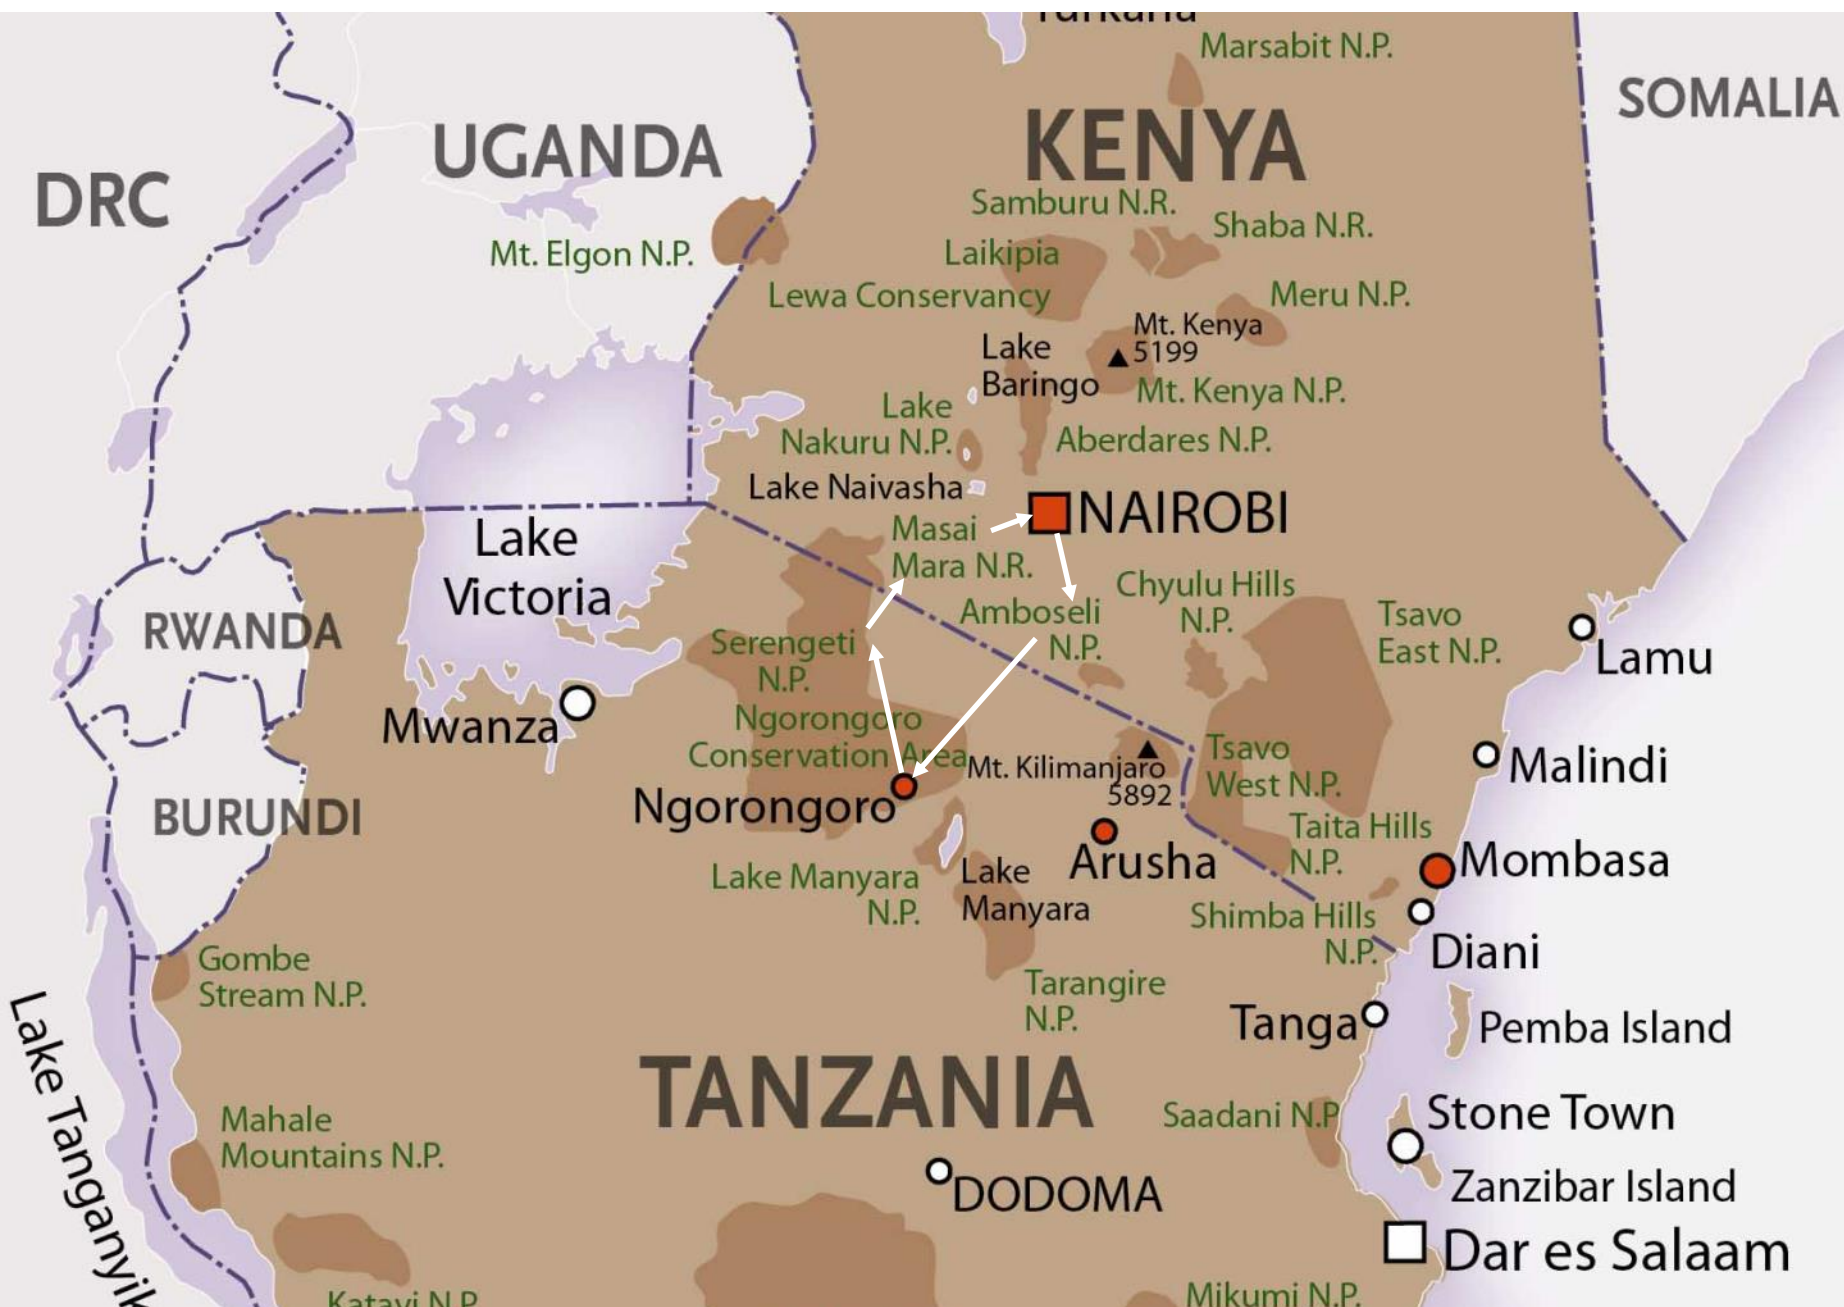 Turkana
Marsabit N.P.
SOMALIA
KENYA
UGANDA
DRC
Samburu N.R.
Shaba N.R.
Mt. Elgon N.P.
Laikipia
Lewa Conservancy
Meru N.P.
Mt. Kenya
5199
Lake
Baringo
Mt. Kenya N.P.
Lake
Nakuru N.P.
Aberdares N.P.
Lake Naivasha
NAIROBI
Masai
Mara N.R.
Lake
Victoria
Chyulu Hills
N.P.
Amboseli
N.P.
Tsavo
East N.P.
Lamu
RWANDA
Serengeti
N.P.
Mwanza
Ngorongoro
Conservation Area
Mt. Kilimanjaro
5892
Tsavo
West N.P.
Malindi
Ngorongoro
BURUNDI
Arusha
Taita Hills
N.P.
Mombasa
Lake Manyara
N.P.
Lake
Manyara
Shimba Hills
N.P.
Diani
Gombe
Stream N.P.
Tarangire
N.P.
Tanga
Pemba Island
Lake Tanganyik
TANZANIA
Mahale
Mountains N.P.
Saadani N.P
Stone Town
DODOMA
Zanzibar Island
Dar es Salaam
Katavi N.P.
Mikumi N.P.